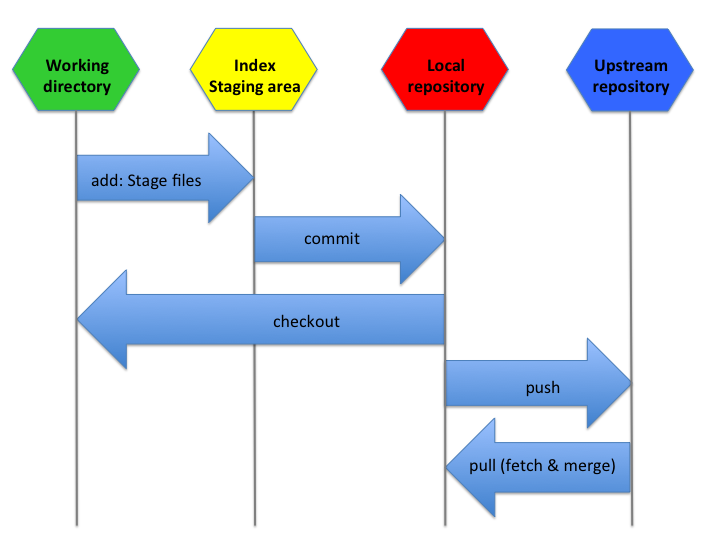 Working
directory
Index
Staging area
Local
repository
Upstream
repository
add: Stage files
commit
checkout
push
pull (fetch & merge)